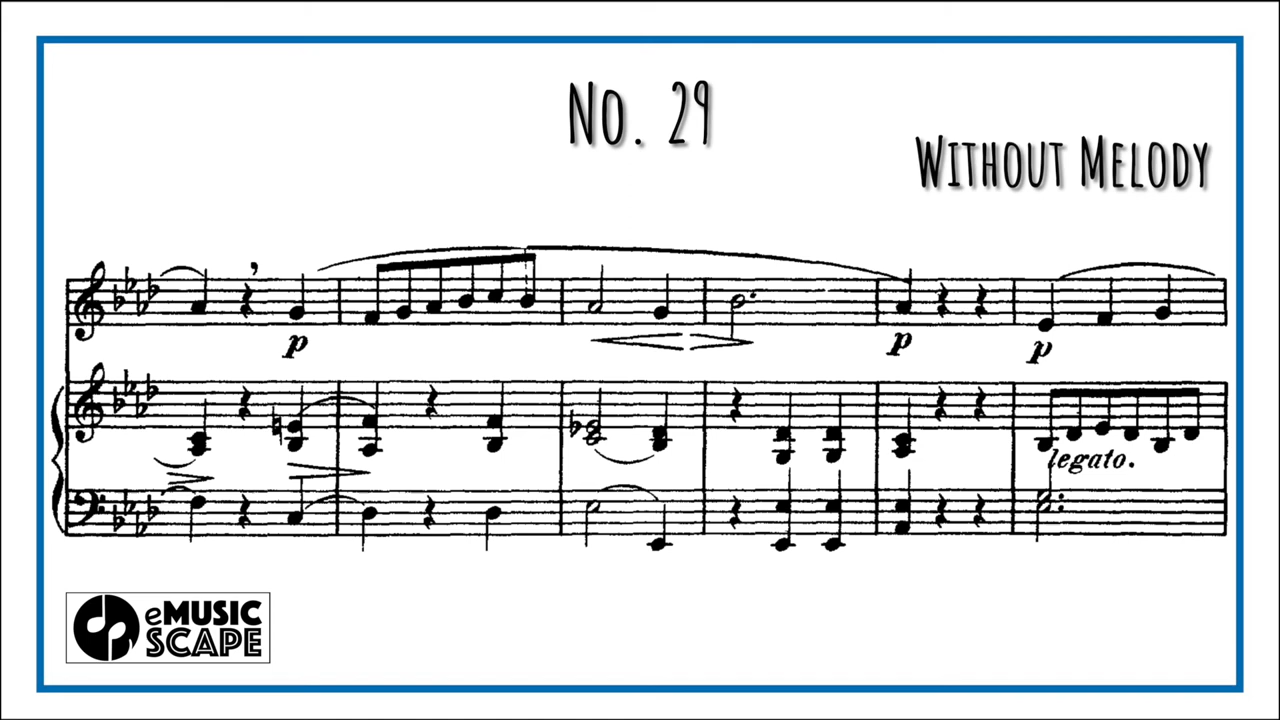 No. 29
WITHOUT MELODY
p
p
p
legato.
eMUSIC
SCAPE